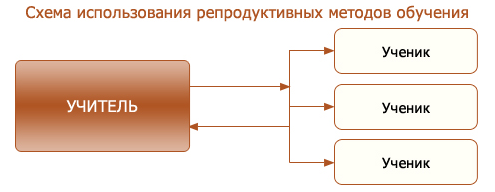 Схема использования репродуктивных методов обучения
Ученик
УЧИТЕЛЬ
Ученик
Ученик